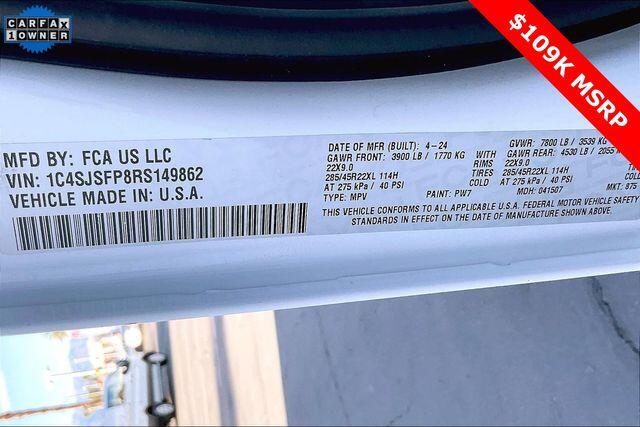 CARFAX
1 OWNER
$109K MSRP
MFD BY: FCA US LLC
VIN: 1C4SJSFP8RS149862
VEHICLE MADE IN: U.S.A.
DATE OF MFR (BUILT): 4-24
GAWR FRONT: 3900 LB / 1770 KG WITH
22X9.0 RIMS
285/45R22XL 114H TIRES
AT 275 kPa / 40 PSI COLD
TYPE: MPV PAINT: PW7
GVWR: 7800 LB / 3539 KG
GAWR REAR: 4530 LB / 2055
22X9.0
285/45R22XL 114H
AT 275 kPa / 40 PSI COLD
MDH: 041507 MKT: 875
THIS VEHICLE CONFORMS TO ALL APPLICABLE U.S.A. FEDERAL MOTOR VEHICLE SAFETY
STANDARDS IN EFFECT ON THE DATE OF MANUFACTURE SHOWN ABOVE.